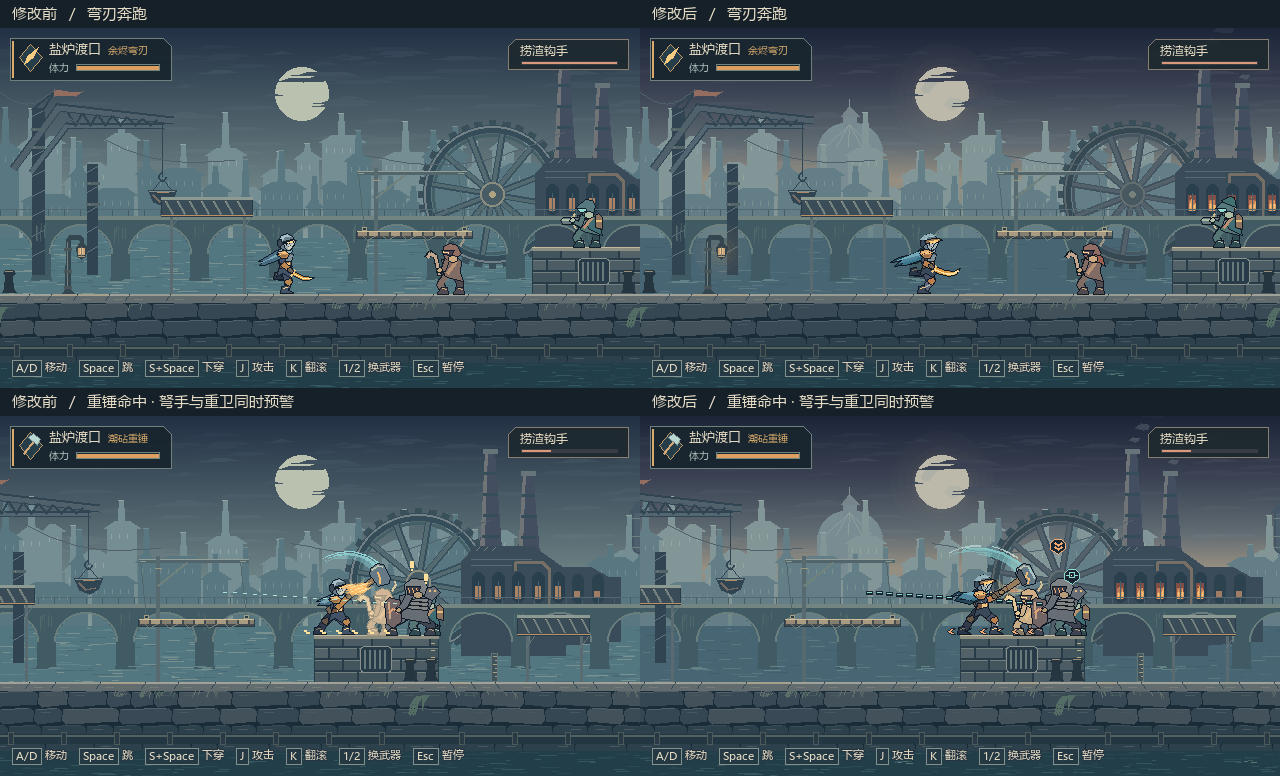 修改前 / 弯刃奔跑
盐炉渡口 余烬弯刃
体力
捞渣钩手
A/D 移动 Space 跳 S+Space 下穿 J 攻击 K 翻滚 1/2 换武器 Esc 暂停
修改后 / 弯刃奔跑
盐炉渡口 余烬弯刃
体力
捞渣钩手
A/D 移动 Space 跳 S+Space 下穿 J 攻击 K 翻滚 1/2 换武器 Esc 暂停
修改前 / 重锤命中 · 弩手与重卫同时预警
盐炉渡口 潮砧重锤
体力
捞渣钩手
A/D 移动 Space 跳 S+Space 下穿 J 攻击 K 翻滚 1/2 换武器 Esc 暂停
修改后 / 重锤命中 · 弩手与重卫同时预警
盐炉渡口 潮砧重锤
体力
捞渣钩手
A/D 移动 Space 跳 S+Space 下穿 J 攻击 K 翻滚 1/2 换武器 Esc 暂停